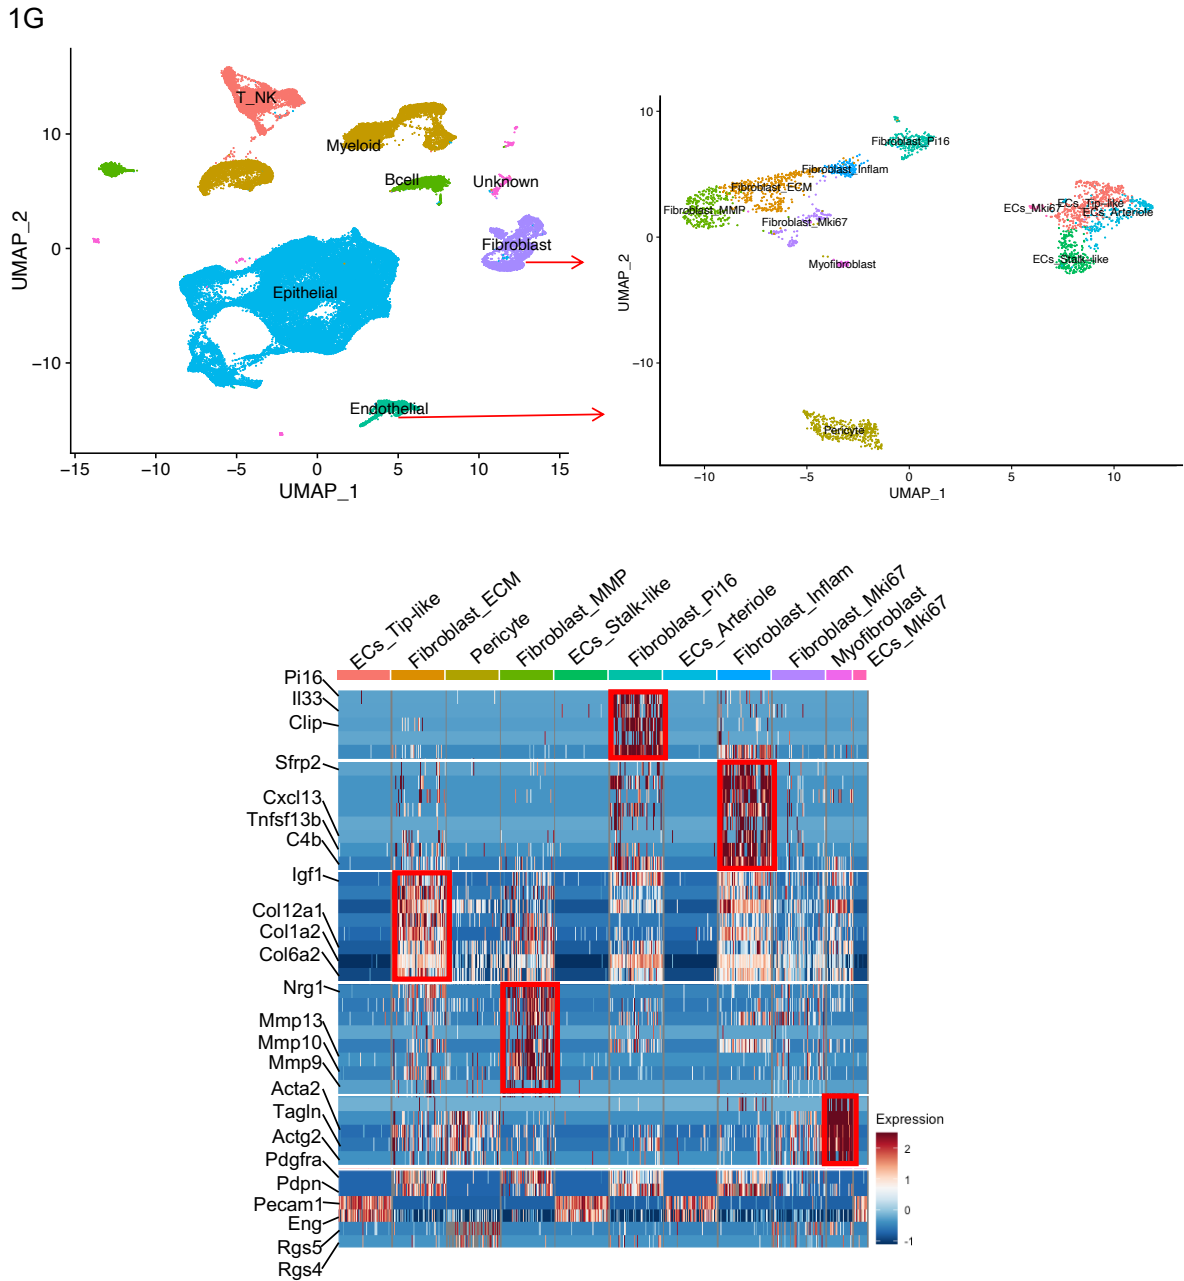 1G
T_NK
Myeloid
Bcell
Unknown
Fibroblast
Epithelial
Endothelial
10
0
−10
UMAP_2
−15
−10
−5
0
5
10
15
UMAP_1
Fibroblast_Pi16
Fibroblast_Inflam
Fibroblast_ECM
Fibroblast_MMP
Fibroblast_Mki67
Myofibroblast
ECs_Mki67
ECs_Tip-like
ECs_Arteriole
ECs_Stalk-like
Pericyte
10
0
−10
UMAP_2
−10
−5
0
5
10
UMAP_1
ECs_Tip-like
Fibroblast_ECM
Pericyte
Fibroblast_MMP
ECs_Stalk-like
Fibroblast_Pi16
ECs_Arteriole
Fibroblast_Inflam
Fibroblast_Mki67
Myofibroblast
ECs_Mki67
Pi16
Il33
Clip
Sfrp2
Cxcl13
Tnfsf13b
C4b
Igf1
Col12a1
Col1a2
Col6a2
Nrg1
Mmp13
Mmp10
Mmp9
Acta2
Tagln
Actg2
Pdgfra
Pdpn
Pecam1
Eng
Rgs5
Rgs4
Expression
2
1
0
-1